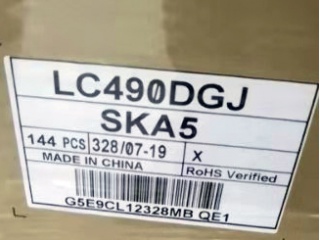 LC490DGJ
SKA5
144 PCS 328/07-19 X
MADE IN CHINA RoHS Verified
G5E9CL12328MB QE1